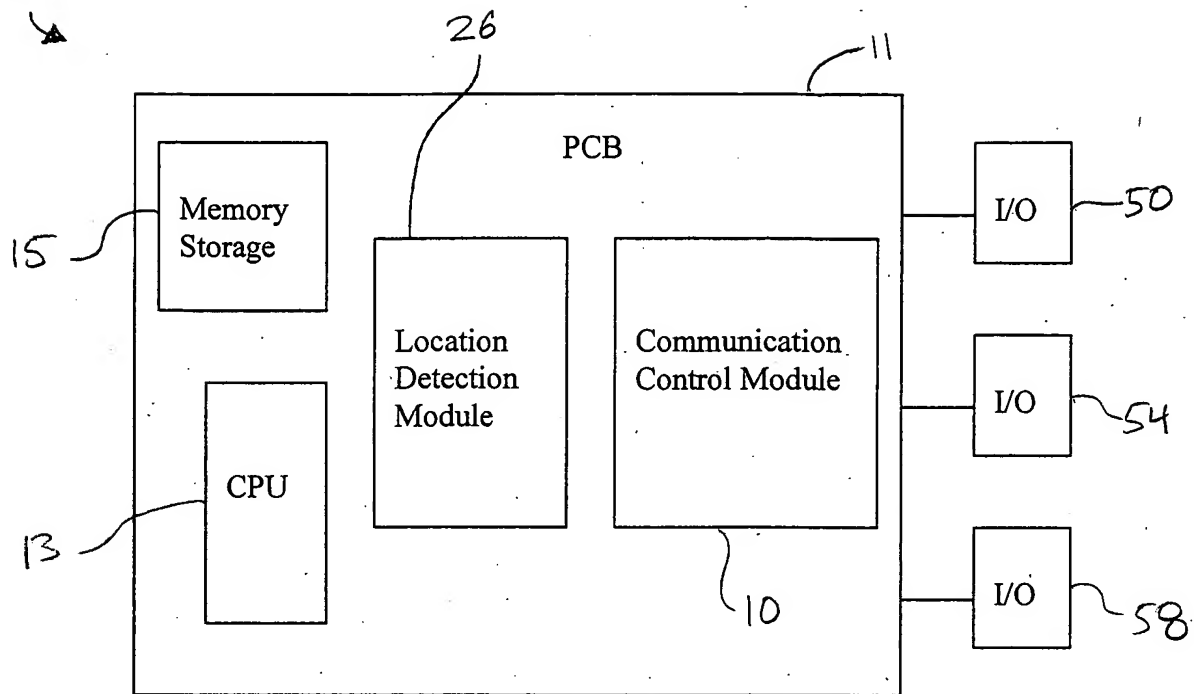 26
11
PCB
Memory
Storage
15
I/O
50
Location
Detection
Module
Communication
Control Module
I/O
54
CPU
13
10
I/O
58